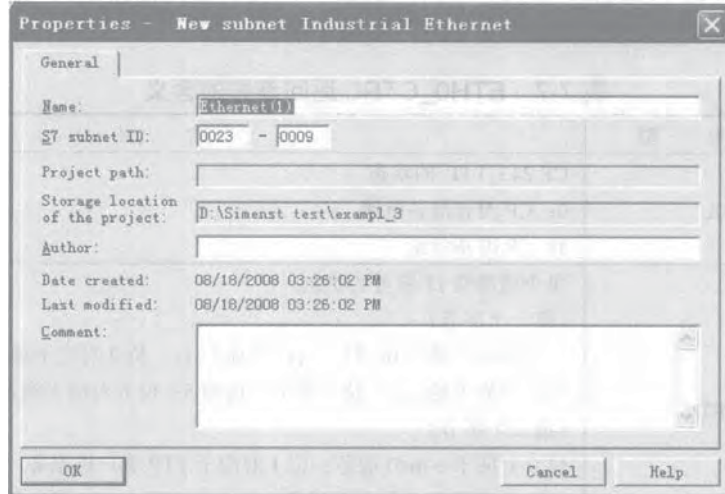 Properties - New subnet Industrial Ethernet
General
Name: Ethernet(1)
S7 subnet ID: 0023 - 0009
Project path:
Storage location
of the project: D:\Simenst test\exampl_3
Author:
Date created: 08/18/2008 03:26:02 PM
Last modified: 08/18/2008 03:26:02 PM
Comment:
OK Cancel Help